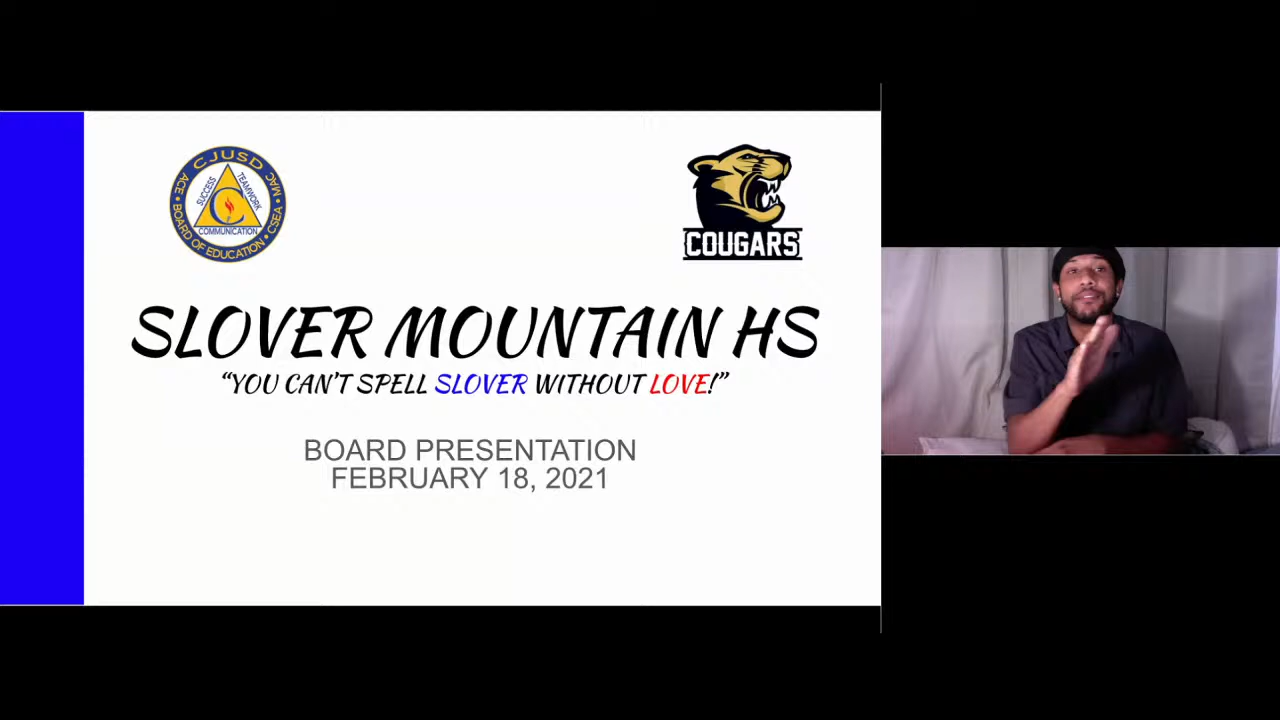 CJUSD
ACE • BOARD OF EDUCATION • CSEA • MAC
SUCCESS
TEAMWORK
C
COMMUNICATION
COUGARS
SLOVER MOUNTAIN HS
“YOU CAN’T SPELL SLOVER WITHOUT LOVE!”
BOARD PRESENTATION
FEBRUARY 18, 2021